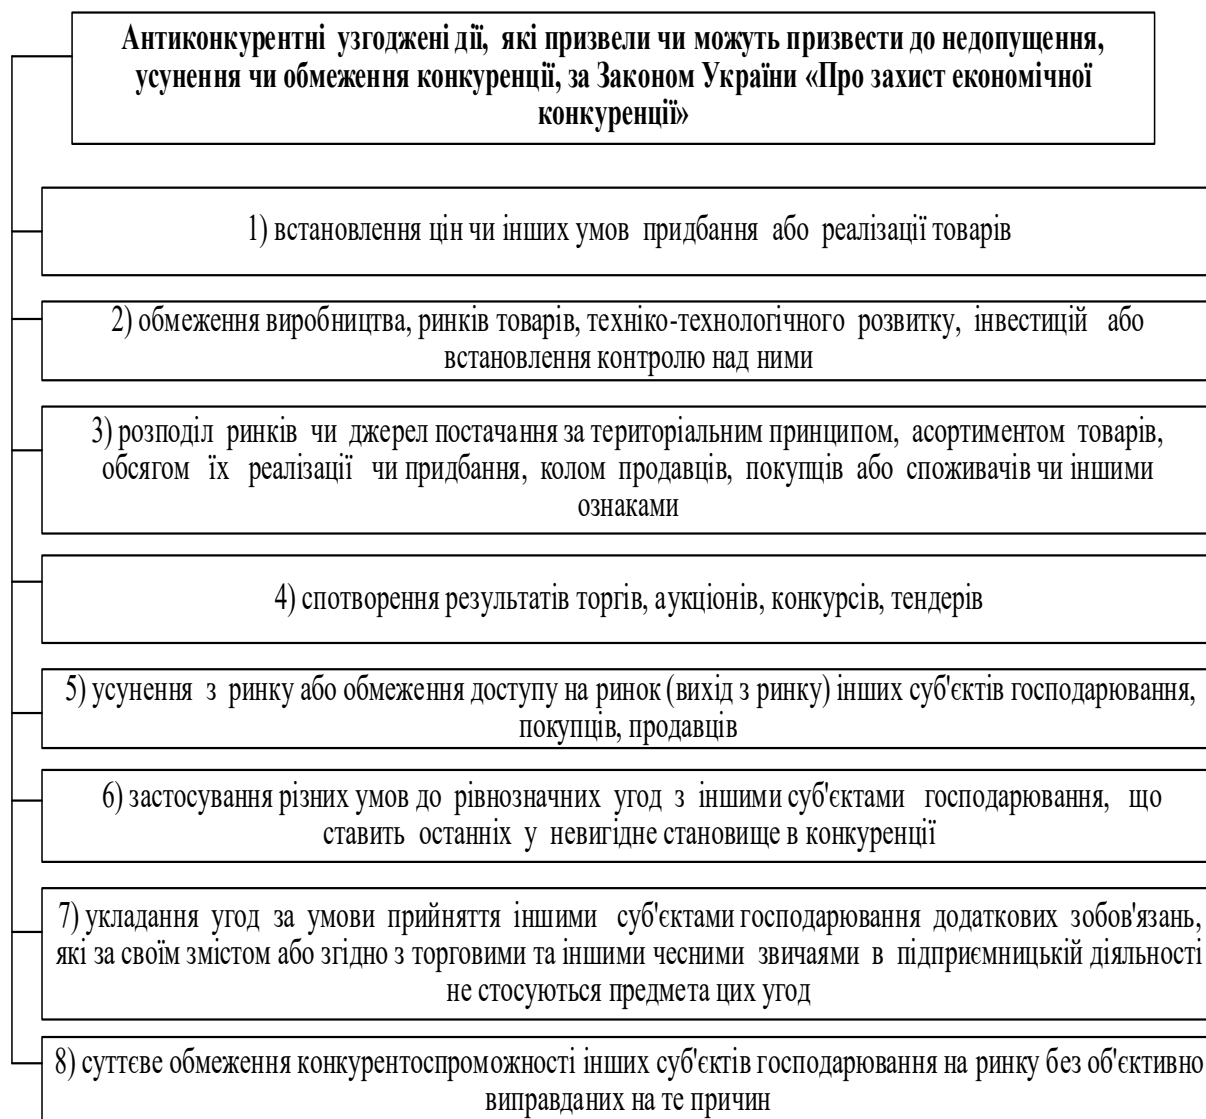 Антиконкурентні узгоджені дії, які призвели чи можуть призвести до недопущення,
усунення чи обмеження конкуренції, за Законом України «Про захист економічної
конкуренції»
1) встановлення цін чи інших умов придбання або реалізації товарів
2) обмеження виробництва, ринків товарів, техніко-технологічного розвитку, інвестицій або
встановлення контролю над ними
3) розподіл ринків чи джерел постачання за територіальним принципом, асортиментом товарів,
обсягом їх реалізації чи придбання, колом продавців, покупців або споживачів чи іншими
ознаками
4) спотворення результатів торгів, аукціонів, конкурсів, тендерів
5) усунення з ринку або обмеження доступу на ринок (вихід з ринку) інших суб'єктів господарювання,
покупців, продавців
6) застосування різних умов до рівнозначних угод з іншими суб'єктами господарювання, що
ставить останніх у невигідне становище в конкуренції
7) укладання угод за умови прийняття іншими суб'єктами господарювання додаткових зобов'язань,
які за своїм змістом або згідно з торговими та іншими чесними звичаями в підприємницькій діяльності
не стосуються предмета цих угод
8) суттєве обмеження конкурентоспроможності інших суб'єктів господарювання на ринку без об'єктивно
виправданих на те причин